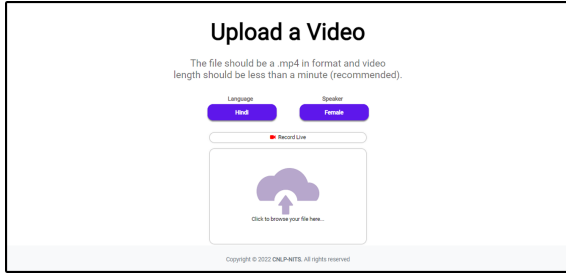 Upload a Video
The file should be a .mp4 in format and video
length should be less than a minute (recommended).
Language Speaker
Hindi Female
Record Live
Click to browse your file here...
Copyright © 2022 CNLP-NITS. All rights reserved